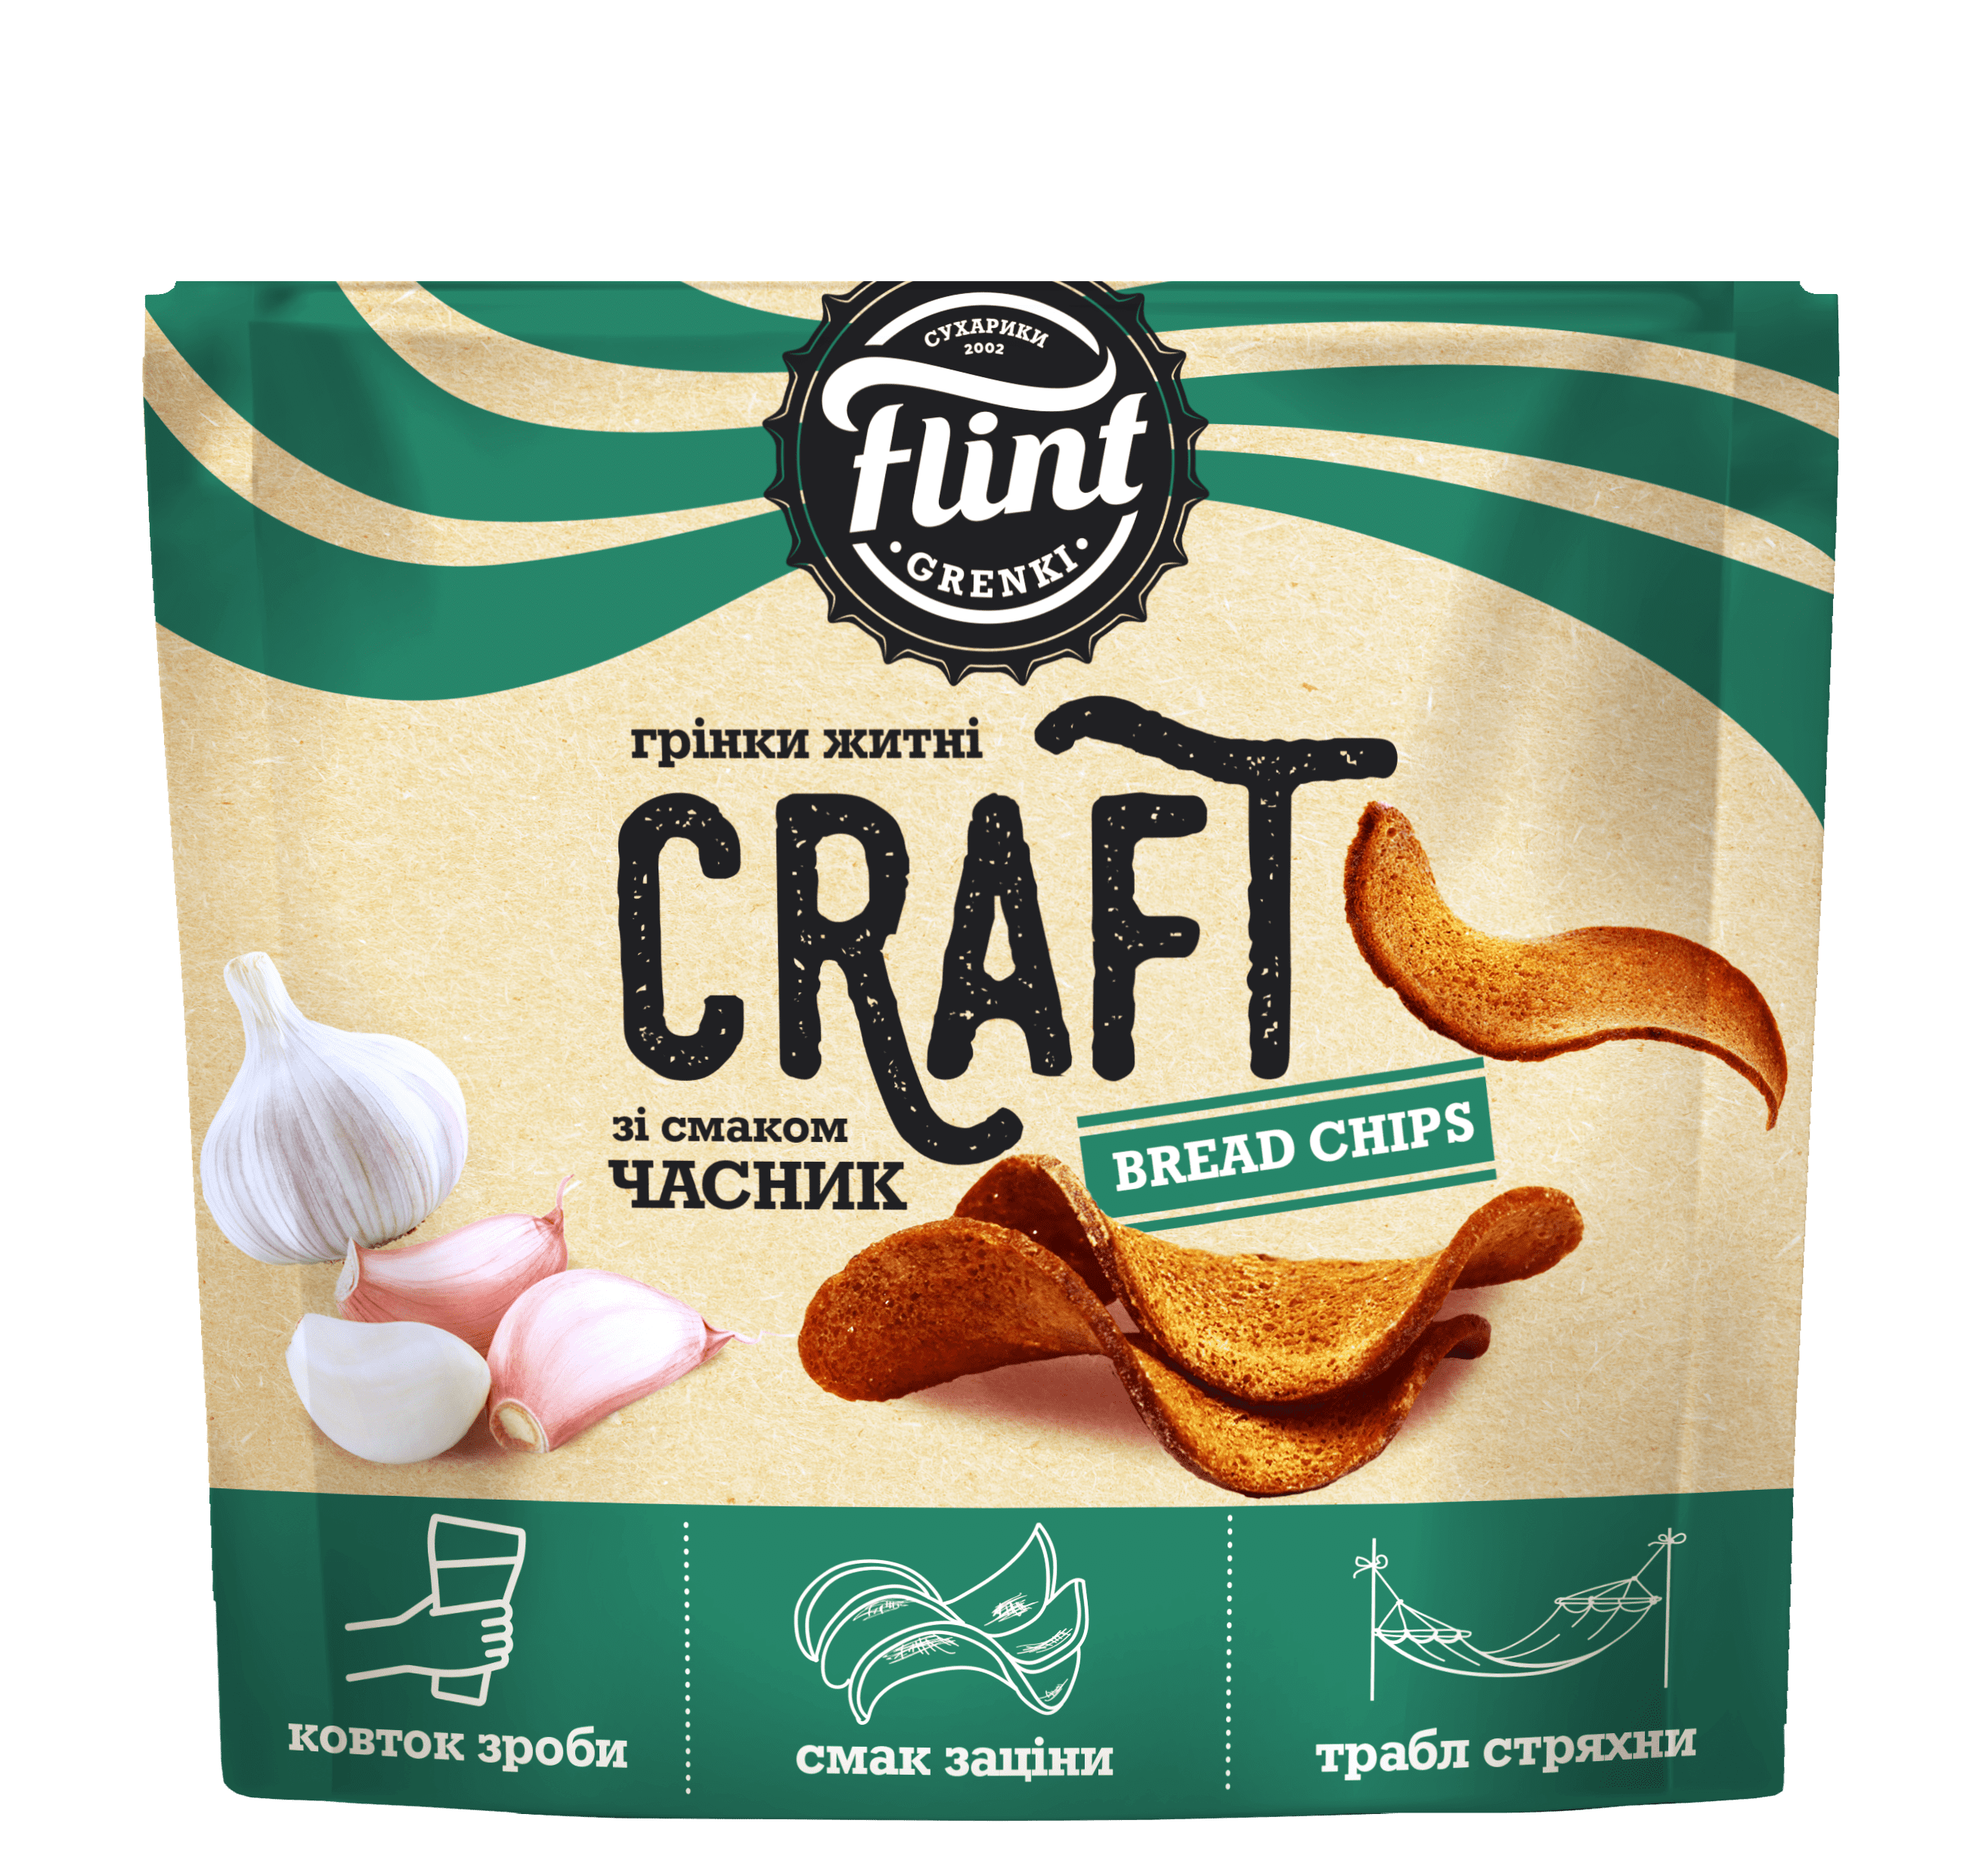 СУХАРИКИ
2002
flint
• GRENKI •
грінки житні
CRAFT
зі смаком
ЧАСНИК
BREAD CHIPS
ковток зроби
смак заціни
трабл стряхни